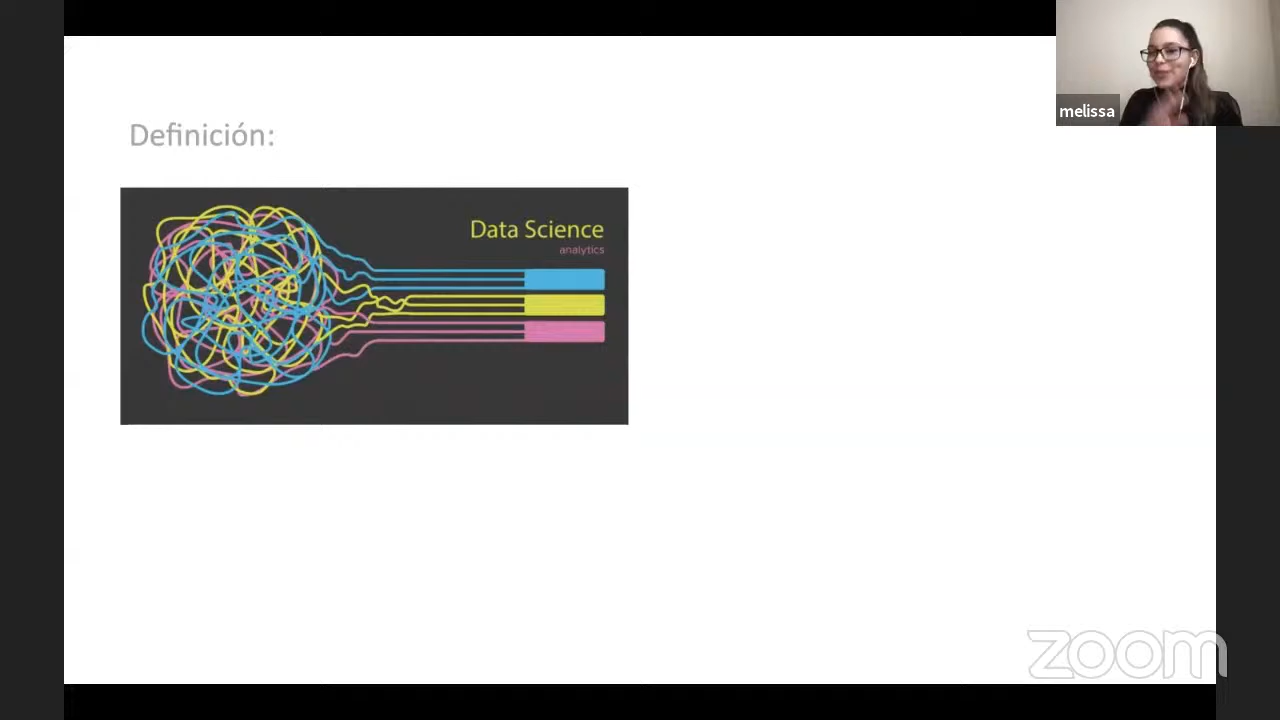 melissa
Definición:
Data Science
analytics
zoom